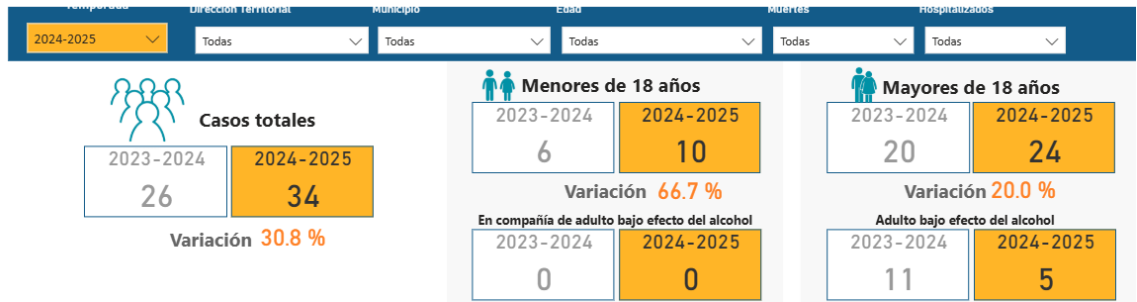 Temporada Dirección Territorial Municipio Edad Muertes Hospitalizados
2024-2025 Todas Todas Todas Todas Todas
Casos totales
2023-2024 2024-2025
26 34
Variación 30.8 %
Menores de 18 años
2023-2024 2024-2025
6 10
Variación 66.7 %
En compañía de adulto bajo efecto del alcohol
2023-2024 2024-2025
0 0
Mayores de 18 años
2023-2024 2024-2025
20 24
Variación 20.0 %
Adulto bajo efecto del alcohol
2023-2024 2024-2025
11 5